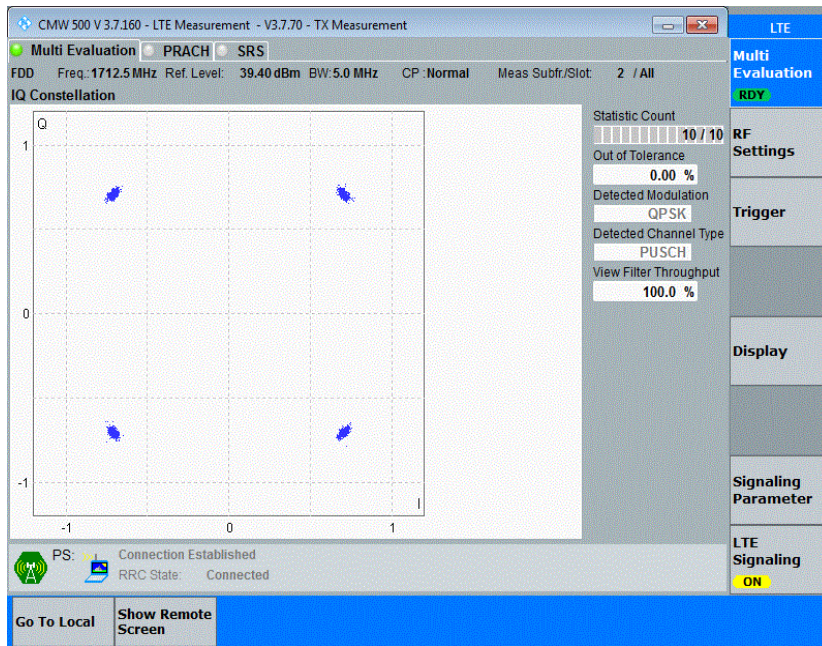 CMW 500 V 3.7.160 - LTE Measurement - V3.7.70 - TX Measurement
Multi Evaluation PRACH SRS
FDD Freq.: 1712.5 MHz Ref. Level: 39.40 dBm BW: 5.0 MHz CP : Normal Meas Subfr./Slot: 2 / All
IQ Constellation
Q
1
0
-1
I
-1 0 1
Statistic Count
10 / 10
Out of Tolerance
0.00 %
Detected Modulation
QPSK
Detected Channel Type
PUSCH
View Filter Throughput
100.0 %
PS: Connection Established
RRC State: Connected
LTE
Multi
Evaluation
RDY
RF
Settings
Trigger
Display
Signaling
Parameter
LTE
Signaling
ON
Go To Local
Show Remote
Screen